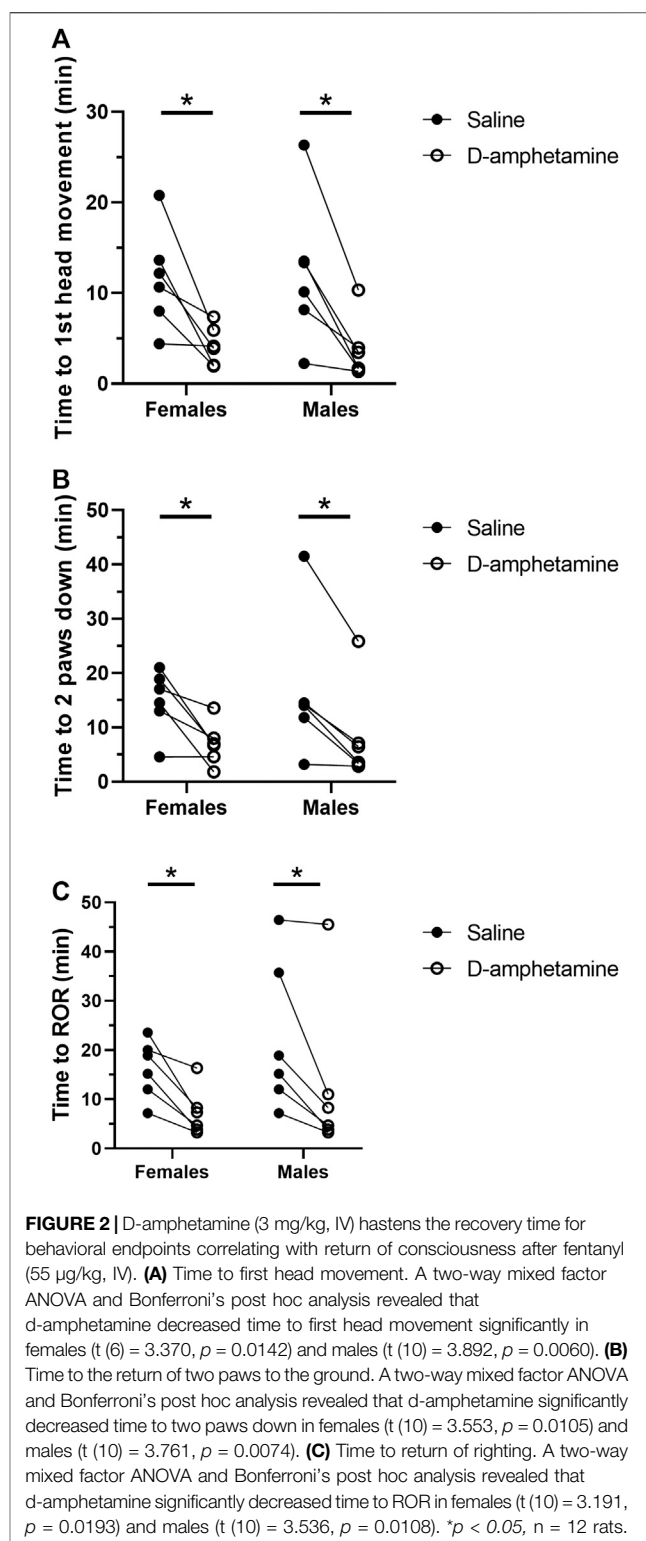 A
Time to 1st head movement (min)
30
20
10
0
*
*
Females
Males
Saline
D-amphetamine
B
Time to 2 paws down (min)
50
40
30
20
10
0
*
*
Females
Males
Saline
D-amphetamine
C
Time to ROR (min)
50
40
30
20
10
0
*
*
Females
Males
Saline
D-amphetamine
FIGURE 2 | D-amphetamine (3 mg/kg, IV) hastens the recovery time for
behavioral endpoints correlating with return of consciousness after fentanyl
(55 µg/kg, IV). (A) Time to first head movement. A two-way mixed factor
ANOVA and Bonferroni's post hoc analysis revealed that
d-amphetamine decreased time to first head movement significantly in
females (t (6) = 3.370, p = 0.0142) and males (t (10) = 3.892, p = 0.0060). (B)
Time to the return of two paws to the ground. A two-way mixed factor ANOVA
and Bonferroni's post hoc analysis revealed that d-amphetamine significantly
decreased time to two paws down in females (t (10) = 3.553, p = 0.0105) and
males (t (10) = 3.761, p = 0.0074). (C) Time to return of righting. A two-way
mixed factor ANOVA and Bonferroni's post hoc analysis revealed that
d-amphetamine significantly decreased time to ROR in females (t (10) = 3.191,
p = 0.0193) and males (t (10) = 3.536, p = 0.0108). *p < 0.05, n = 12 rats.